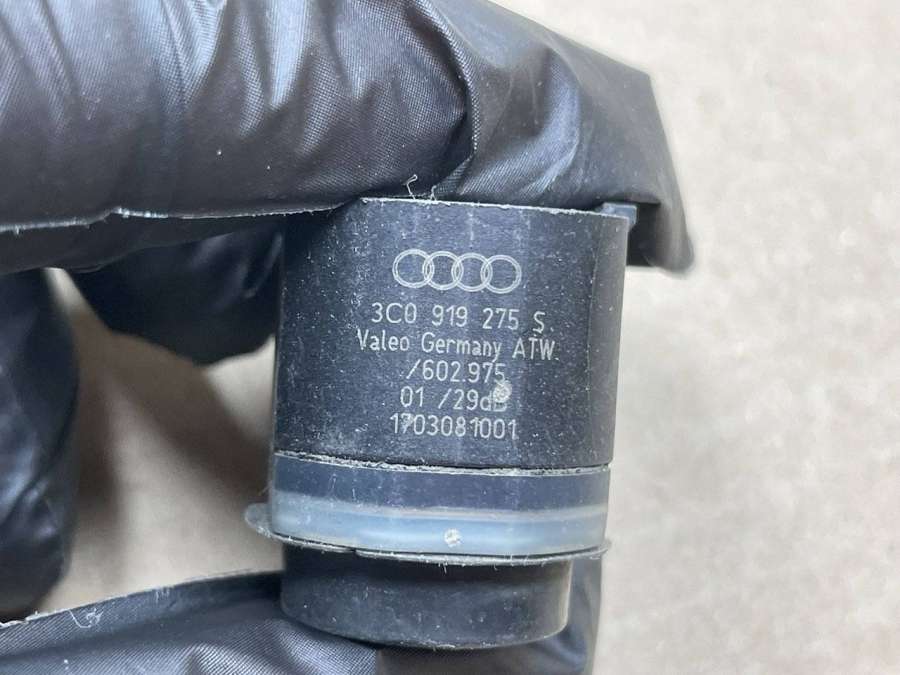 3C0 919 275 S
Valeo Germany ATW
/602.975
01 /29dB
1703081001